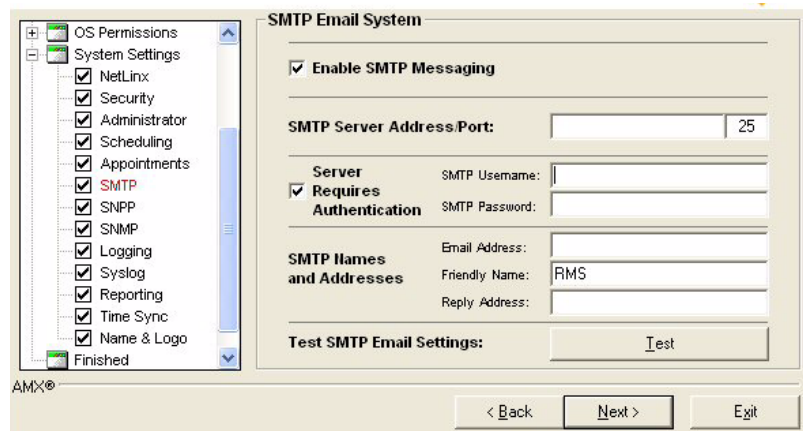 OS Permissions
System Settings
NetLinx
Security
Administrator
Scheduling
Appointments
SMTP
SNPP
SNMP
Logging
Syslog
Reporting
Time Sync
Name & Logo
Finished
SMTP Email System
Enable SMTP Messaging
SMTP Server Address/Port: 25
Server
Requires
Authentication
SMTP Username:
SMTP Password:
SMTP Names
and Addresses
Email Address:
Friendly Name: RMS
Reply Address:
Test SMTP Email Settings: Test
AMX®
< Back Next > Exit